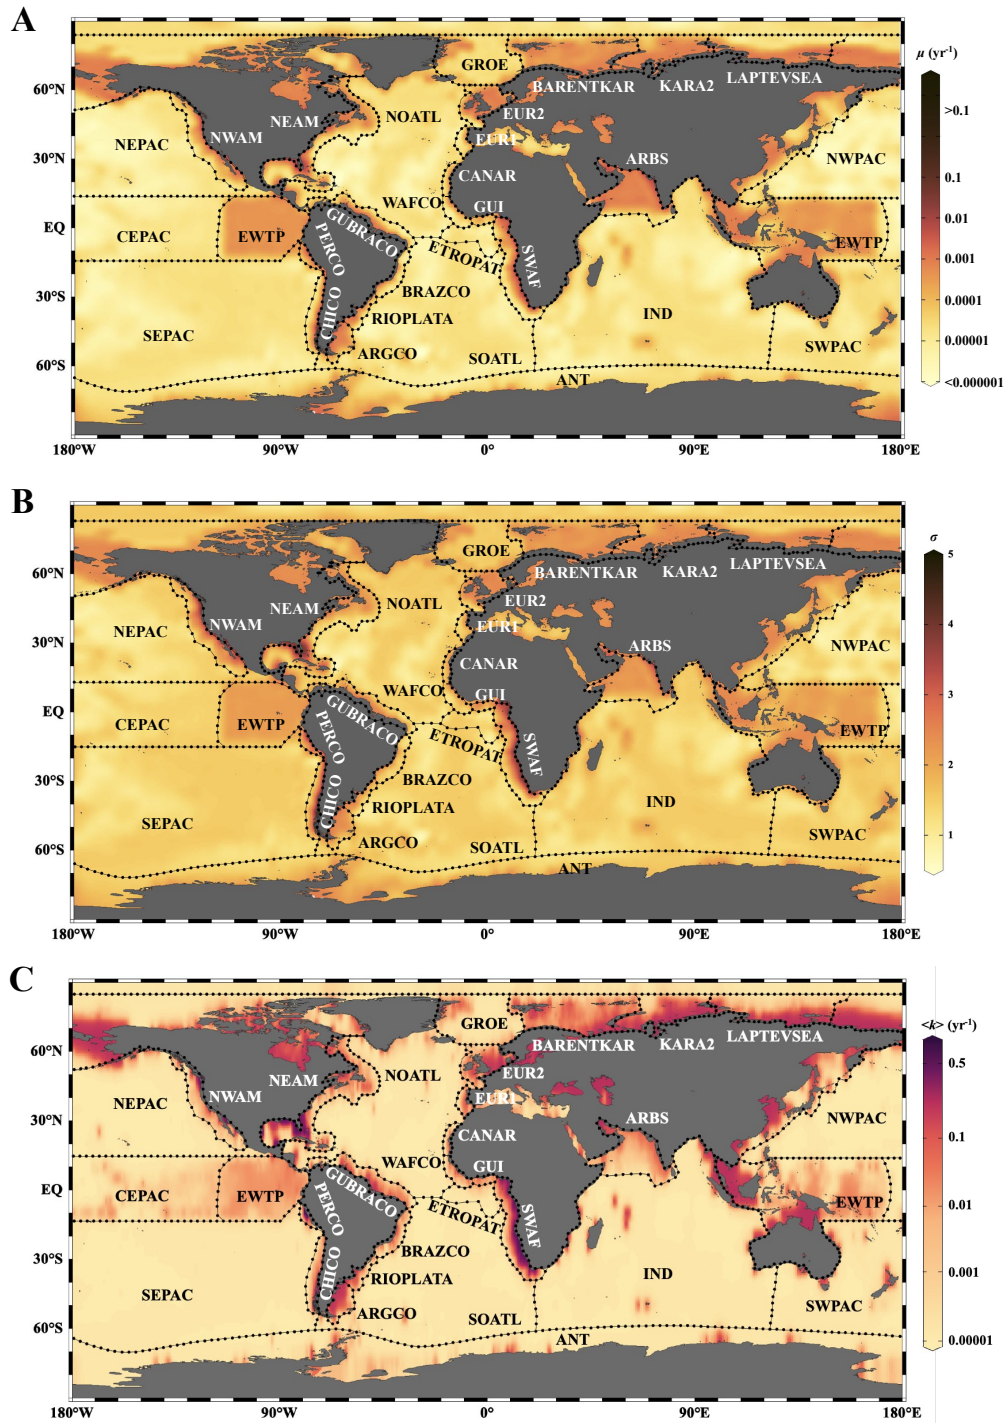 A
GROE
BARENTKAR
KARA2
LAPTEVSEA
µ (yr-1)
60°N
>0.1
NEPAC
NWAM
NEAM
NOATL
EUR2
EUR1
ARBS
NWPAC
30°N
CANAR
0.1
WAFCO
GUI
0.01
EQ
CEPAC
EWTP
PERCO
GUBRACO
ETROPAT
SWAF
EWTP
0.001
30°S
SEPAC
CHICO
BRAZCO
RIOPLATA
IND
0.0001
ARGCO
SOATL
SWPAC
0.00001
60°S
ANT
<0.000001
180°W
90°W
0°
90°E
180°E
B
GROE
BARENTKAR
KARA2
LAPTEVSEA
σ
5
60°N
NEPAC
NWAM
NEAM
NOATL
EUR2
EUR1
ARBS
NWPAC
4
30°N
CANAR
WAFCO
GUI
3
EQ
CEPAC
EWTP
PERCO
GUBRACO
ETROPAT
SWAF
EWTP
2
30°S
SEPAC
CHICO
BRAZCO
RIOPLATA
IND
ARGCO
SOATL
SWPAC
1
60°S
ANT
180°W
90°W
0°
90°E
180°E
C
GROE
BARENTKAR
KARA2
LAPTEVSEA
<k> (yr-1)
60°N
0.5
NEPAC
NWAM
NEAM
NOATL
EUR2
EUR1
ARBS
NWPAC
30°N
CANAR
0.1
WAFCO
GUI
EQ
CEPAC
EWTP
PERCO
GUBRACO
ETROPAT
SWAF
EWTP
0.01
30°S
SEPAC
CHICO
BRAZCO
RIOPLATA
IND
0.001
ARGCO
SOATL
SWPAC
60°S
ANT
0.00001
180°W
90°W
0°
90°E
180°E